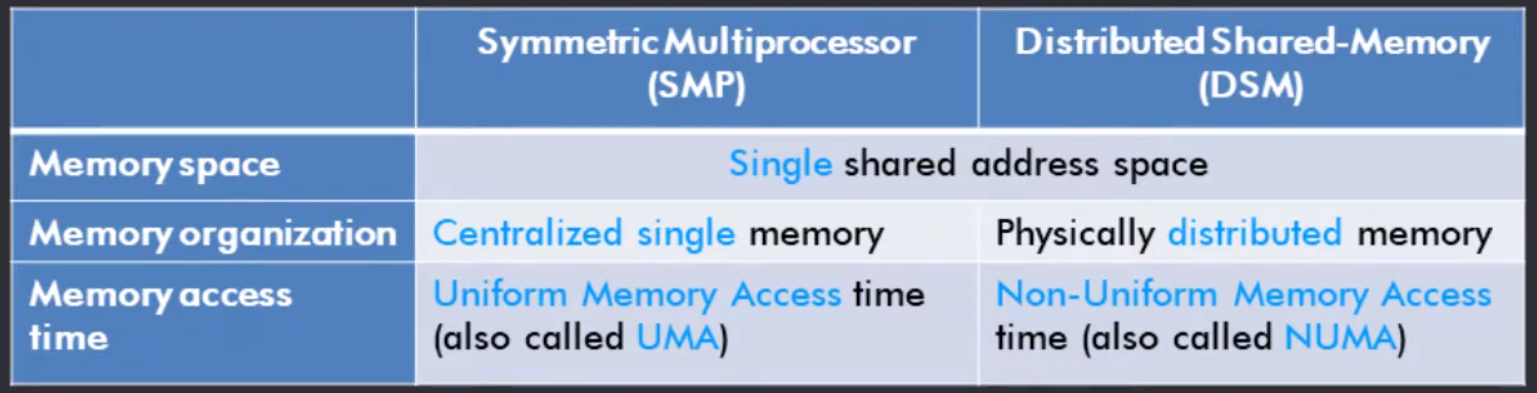 Symmetric Multiprocessor
(SMP)
Distributed Shared-Memory
(DSM)
Memory space
Single shared address space
Memory organization
Centralized single memory
Physically distributed memory
Memory access
time
Uniform Memory Access time
(also called UMA)
Non-Uniform Memory Access
time (also called NUMA)